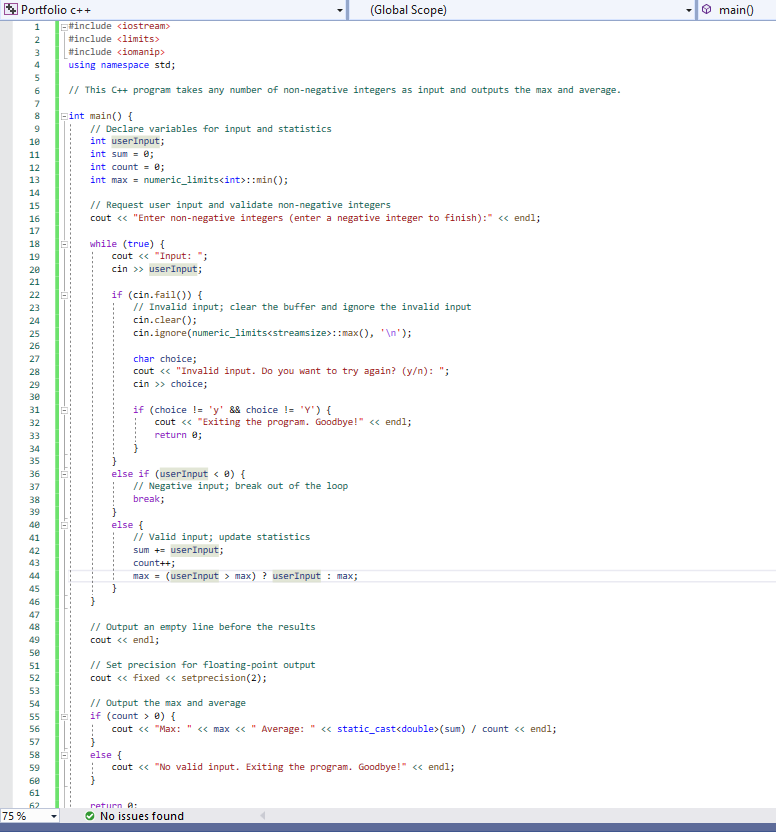 Portfolio c++ (Global Scope) main()
1 #include <iostream>
2 #include <limits>
3 #include <iomanip>
4 using namespace std;
5
6 // This C++ program takes any number of non-negative integers as input and outputs the max and average.
7
8 int main() {
9 // Declare variables for input and statistics
10 int userInput;
11 int sum = 0;
12 int count = 0;
13 int max = numeric_limits<int>::min();
14
15 // Request user input and validate non-negative integers
16 cout << "Enter non-negative integers (enter a negative integer to finish):" << endl;
17
18 while (true) {
19 cout << "Input: ";
20 cin >> userInput;
21
22 if (cin.fail()) {
23 // Invalid input; clear the buffer and ignore the invalid input
24 cin.clear();
25 cin.ignore(numeric_limits<streamsize>::max(), '\n');
26
27 char choice;
28 cout << "Invalid input. Do you want to try again? (y/n): ";
29 cin >> choice;
30
31 if (choice != 'y' && choice != 'Y') {
32 cout << "Exiting the program. Goodbye!" << endl;
33 return 0;
34 }
35 }
36 else if (userInput < 0) {
37 // Negative input; break out of the loop
38 break;
39 }
40 else {
41 // Valid input; update statistics
42 sum += userInput;
43 count++;
44 max = (userInput > max) ? userInput : max;
45 }
46 }
47
48 // Output an empty line before the results
49 cout << endl;
50
51 // Set precision for floating-point output
52 cout << fixed << setprecision(2);
53
54 // Output the max and average
55 if (count > 0) {
56 cout << "Max: " << max << " Average: " << static_cast<double>(sum) / count << endl;
57 }
58 else {
59 cout << "No valid input. Exiting the program. Goodbye!" << endl;
60 }
61
62 return 0;
75 % No issues found